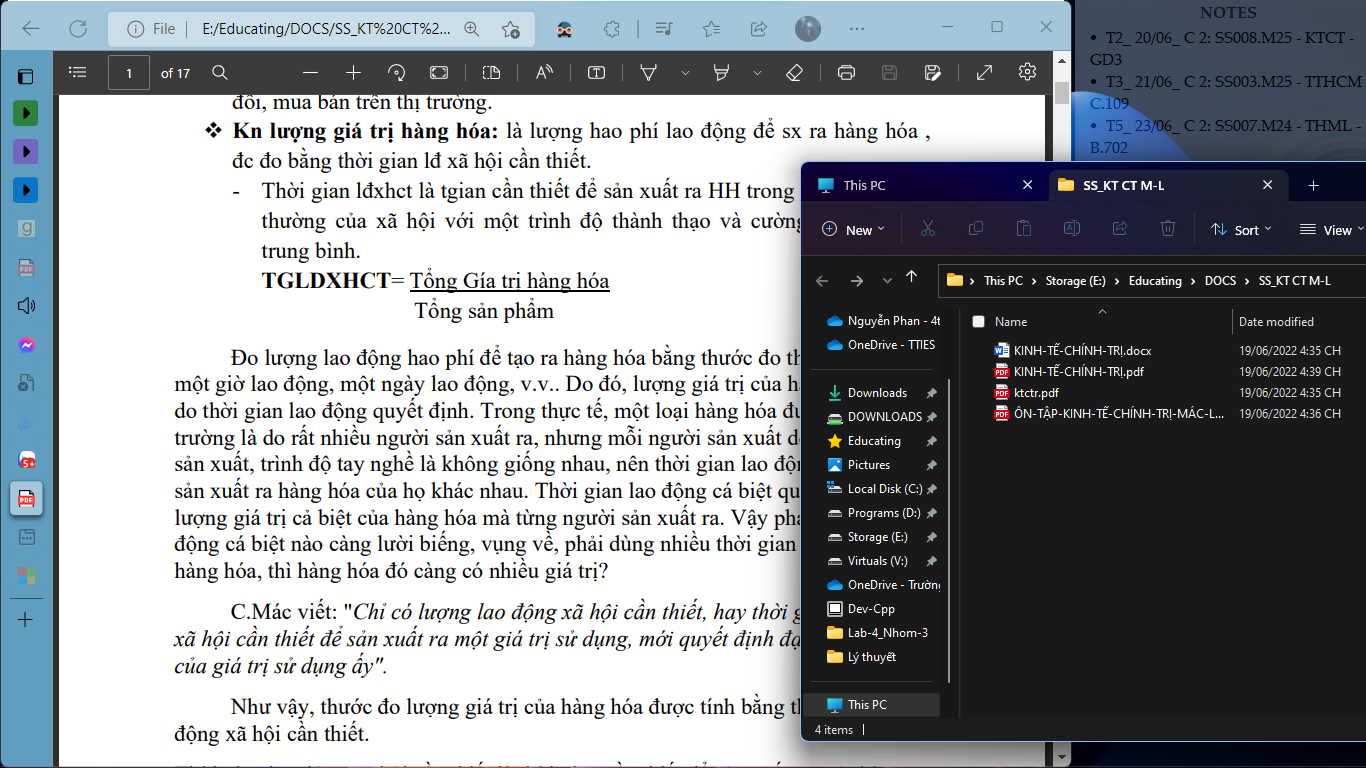 File
E:/Educating/DOCS/SS_KT%20CT%2...
1 of 17
đổi, mua bán trên thị trường.
❖ Kn lượng giá trị hàng hóa: là lượng hao phí lao động để sx ra hàng hóa ,
đc đo bằng thời gian lđ xã hội cần thiết.
- Thời gian lđxhct là tgian cần thiết để sản xuất ra HH trong
thường của xã hội với một trình độ thành thạo và cường
trung bình.
TGLDXHCT= Tổng Gía trị hàng hóa
Tổng sản phẩm
Đo lượng lao động hao phí để tạo ra hàng hóa bằng thước đo th
một giờ lao động, một ngày lao động, v.v.. Do đó, lượng giá trị của hà
do thời gian lao động quyết định. Trong thực tế, một loại hàng hóa đư
trường là do rất nhiều người sản xuất ra, nhưng mỗi người sản xuất do
sản xuất, trình độ tay nghề là không giống nhau, nên thời gian lao độn
sản xuất ra hàng hóa của họ khác nhau. Thời gian lao động cá biệt qu
lượng giá trị cả biệt của hàng hóa mà từng người sản xuất ra. Vậy phả
động cá biệt nào càng lười biếng, vụng về, phải dùng nhiều thời gian
hàng hóa, thì hàng hóa đó càng có nhiều giá trị?
C.Mác viết: "Chỉ có lượng lao động xã hội cần thiết, hay thời g
xã hội cần thiết để sản xuất ra một giá trị sử dụng, mới quyết định đạ
của giá trị sử dụng ấy".
Như vậy, thước đo lượng giá trị của hàng hóa được tính bằng th
động xã hội cần thiết.
NOTES
• T2_ 20/06_ C 2: SS008.M25 - KTCT -
GD3
• T3_ 21/06_ C 2: SS003.M25 - TTHCM
C.109
• T5_ 23/06_ C 2: SS007.M24 - THML -
B.702
This PC
SS_KT CT M-L
New
Sort
View
This PC > Storage (E:) > Educating > DOCS > SS_KT CT M-L
Nguyễn Phan - 4t
OneDrive - TTIES
Downloads
DOWNLOADS
Educating
Pictures
Local Disk (C:)
Programs (D:)
Storage (E:)
Virtuals (V:)
OneDrive - Trườn
Dev-Cpp
Lab-4_Nhom-3
Lý thuyết
This PC
Name Date modified
KINH-TẾ-CHÍNH-TRỊ.docx 19/06/2022 4:35 CH
KINH-TẾ-CHÍNH-TRỊ.pdf 19/06/2022 4:39 CH
ktctr.pdf 19/06/2022 4:35 CH
ÔN-TẬP-KINH-TẾ-CHÍNH-TRỊ-MÁC-L... 19/06/2022 4:36 CH
4 items